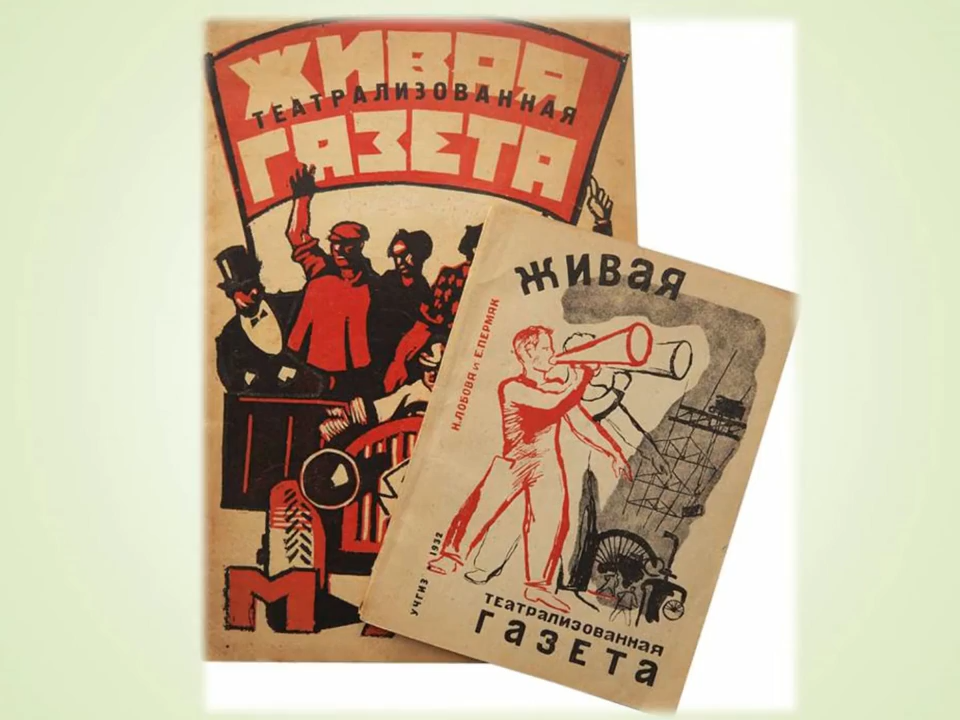 ЖИВАЯ
ТЕАТРАЛИЗОВАННАЯ
ГАЗЕТА
М
ЖИВАЯ
Н. ЛОБОВА и Е. ПЕРМЯК
УЧГИЗ 1932
ТЕАТРАЛИЗОВАННАЯ
ГАЗЕТА